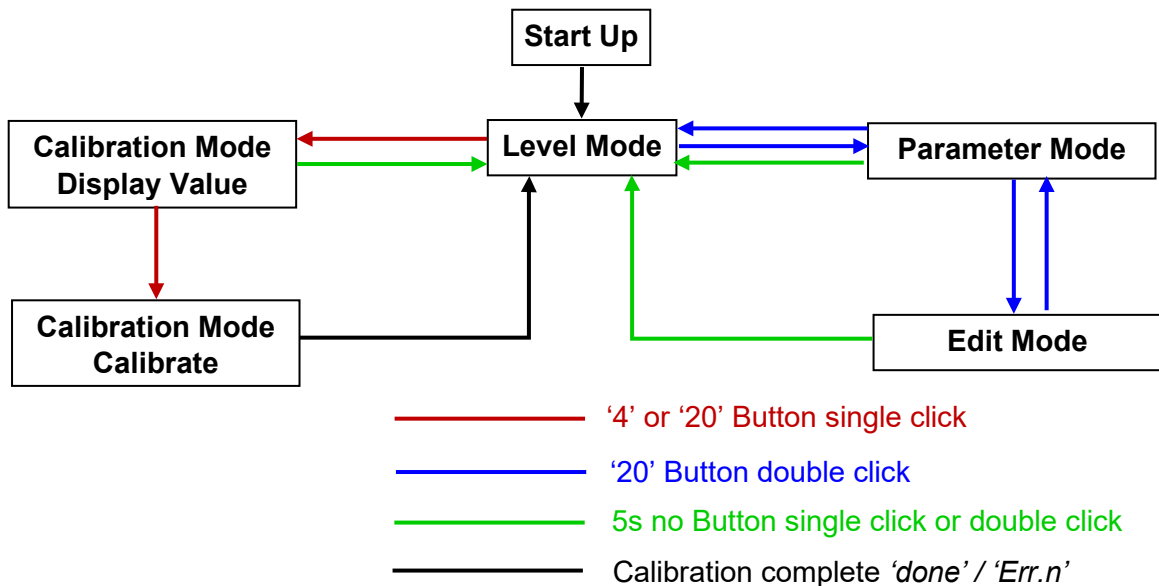 Start Up
Calibration Mode
Display Value
Level Mode
Parameter Mode
Calibration Mode
Calibrate
Edit Mode
‘4’ or ‘20’ Button single click
‘20’ Button double click
5s no Button single click or double click
Calibration complete ‘done’ / ‘Err.n’